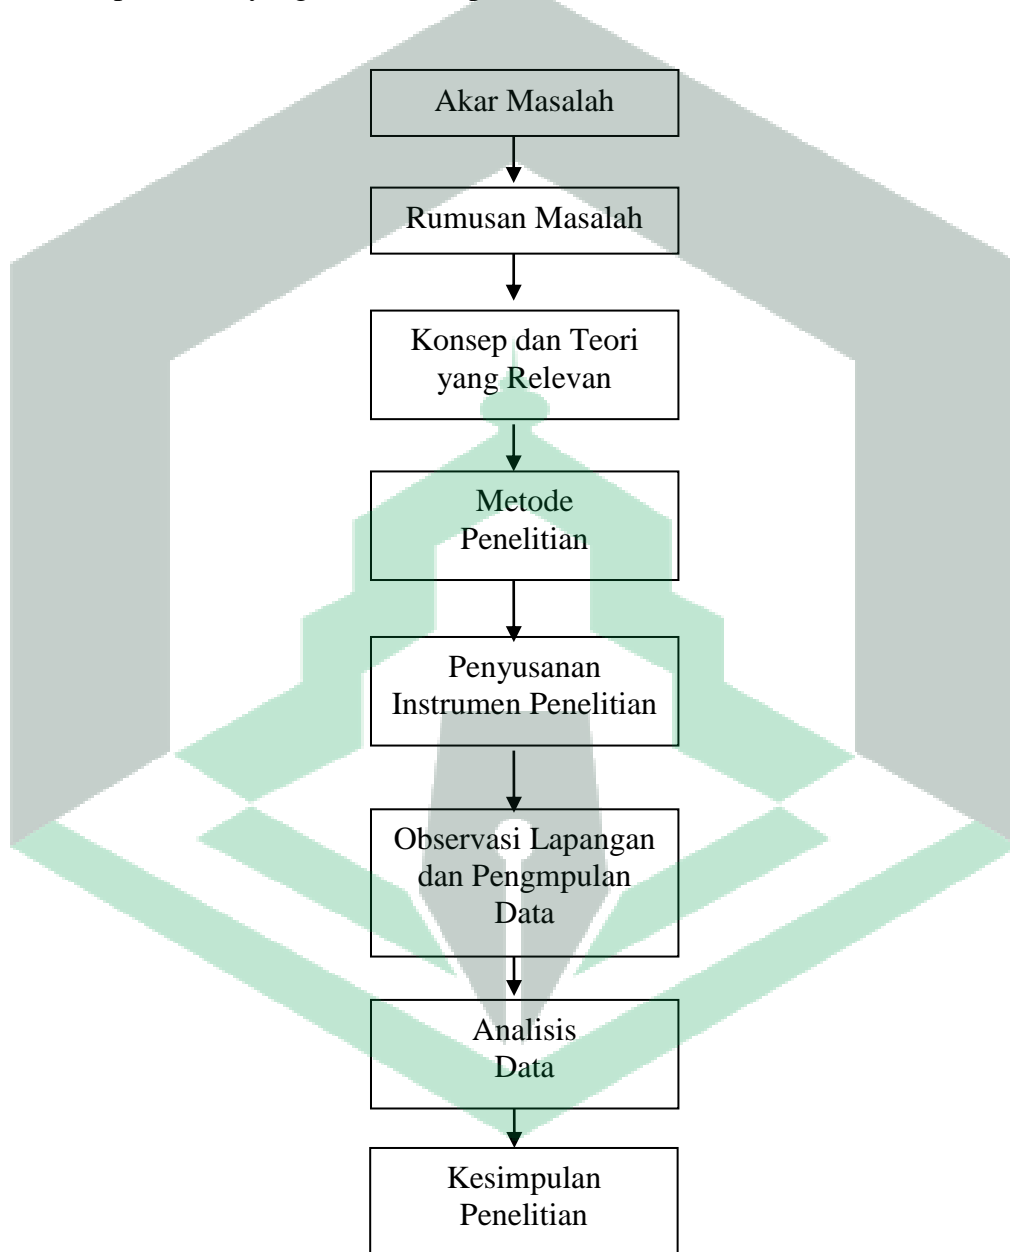 Akar Masalah
Rumusan Masalah
Konsep dan Teori
yang Relevan
Metode
Penelitian
Penyusanan
Instrumen Penelitian
Observasi Lapangan
dan Pengmpulan
Data
Analisis
Data
Kesimpulan
Penelitian